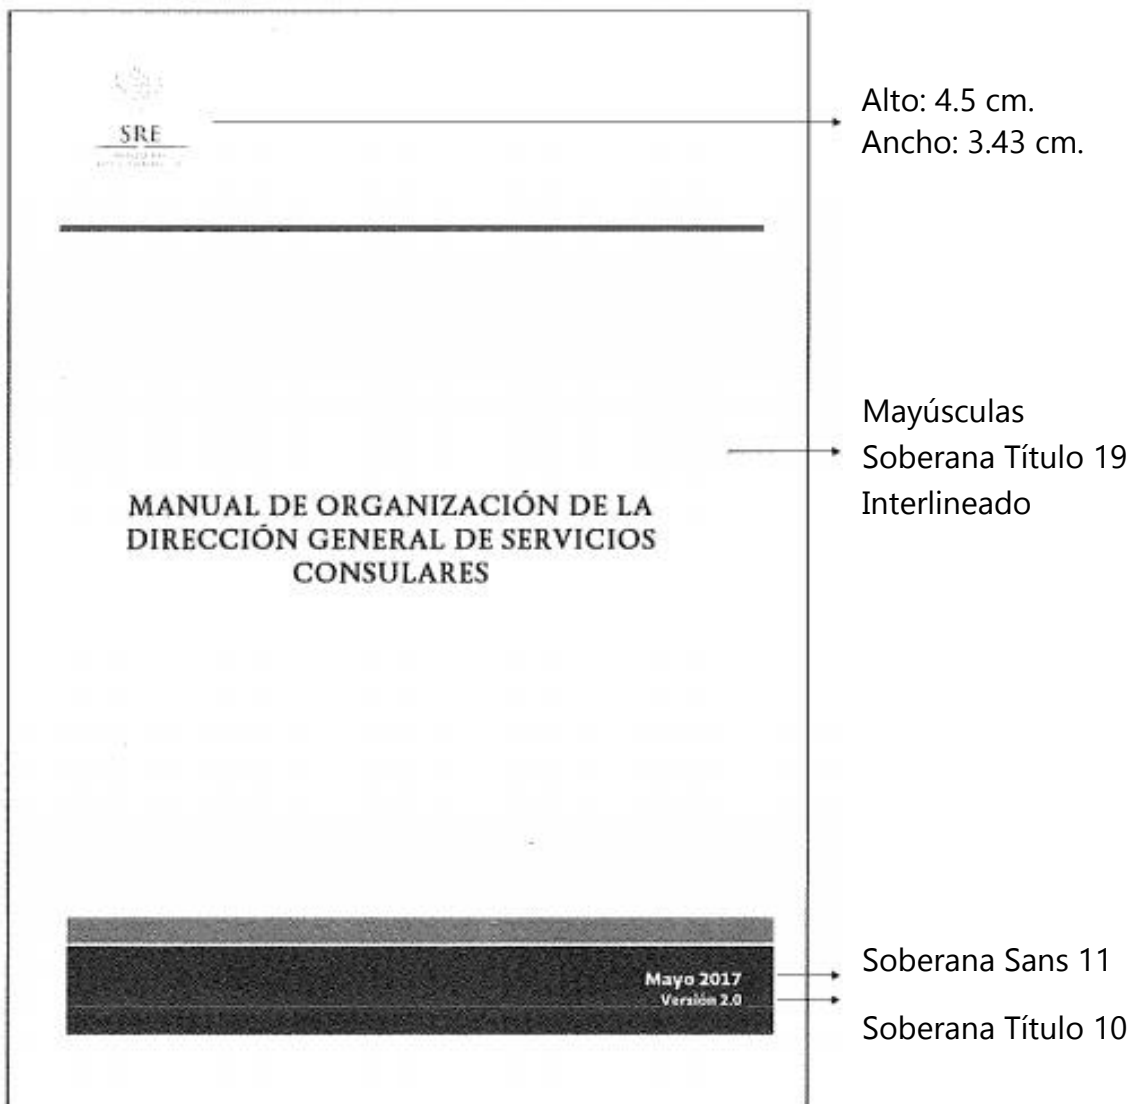 SRE
Alto: 4.5 cm.
Ancho: 3.43 cm.
Mayúsculas
Soberana Título 19
Interlineado
MANUAL DE ORGANIZACIÓN DE LA
DIRECCIÓN GENERAL DE SERVICIOS
CONSULARES
Mayo 2017
Versión 2.0
Soberana Sans 11
Soberana Título 10